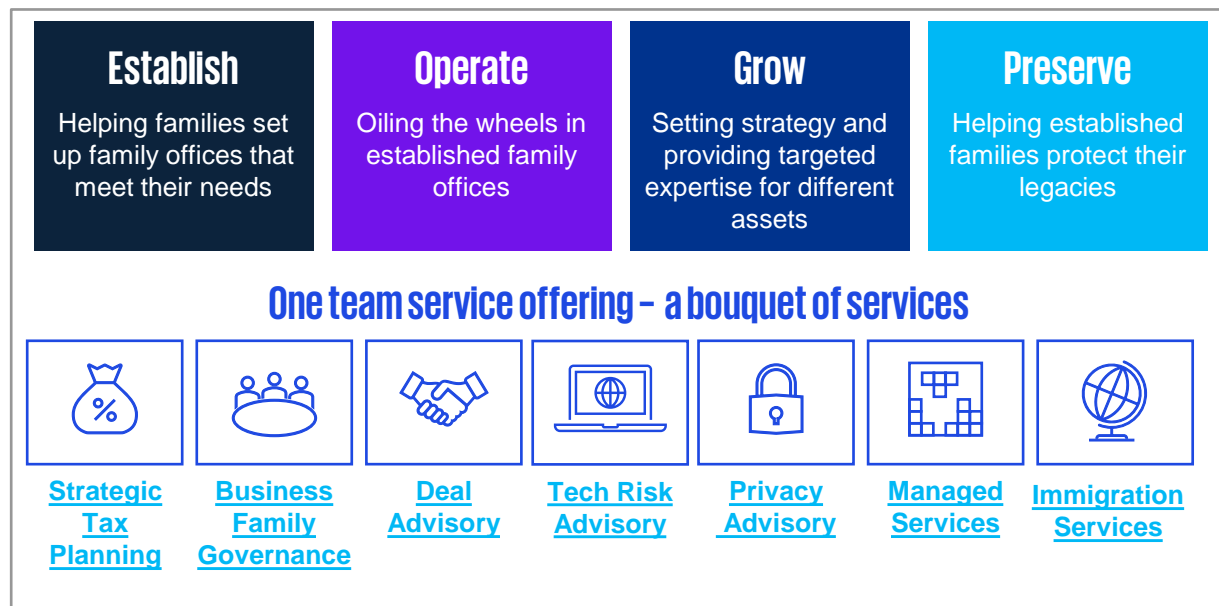 Establish
Helping families set
up family offices that
meet their needs
Operate
Oiling the wheels in
established family
offices
Grow
Setting strategy and
providing targeted
expertise for different
assets
Preserve
Helping established
families protect their
legacies
One team service offering – a bouquet of services
%
Strategic
Tax
Planning
Business
Family
Governance
Deal
Advisory
Tech Risk
Advisory
Privacy
Advisory
Managed
Services
Immigration
Services